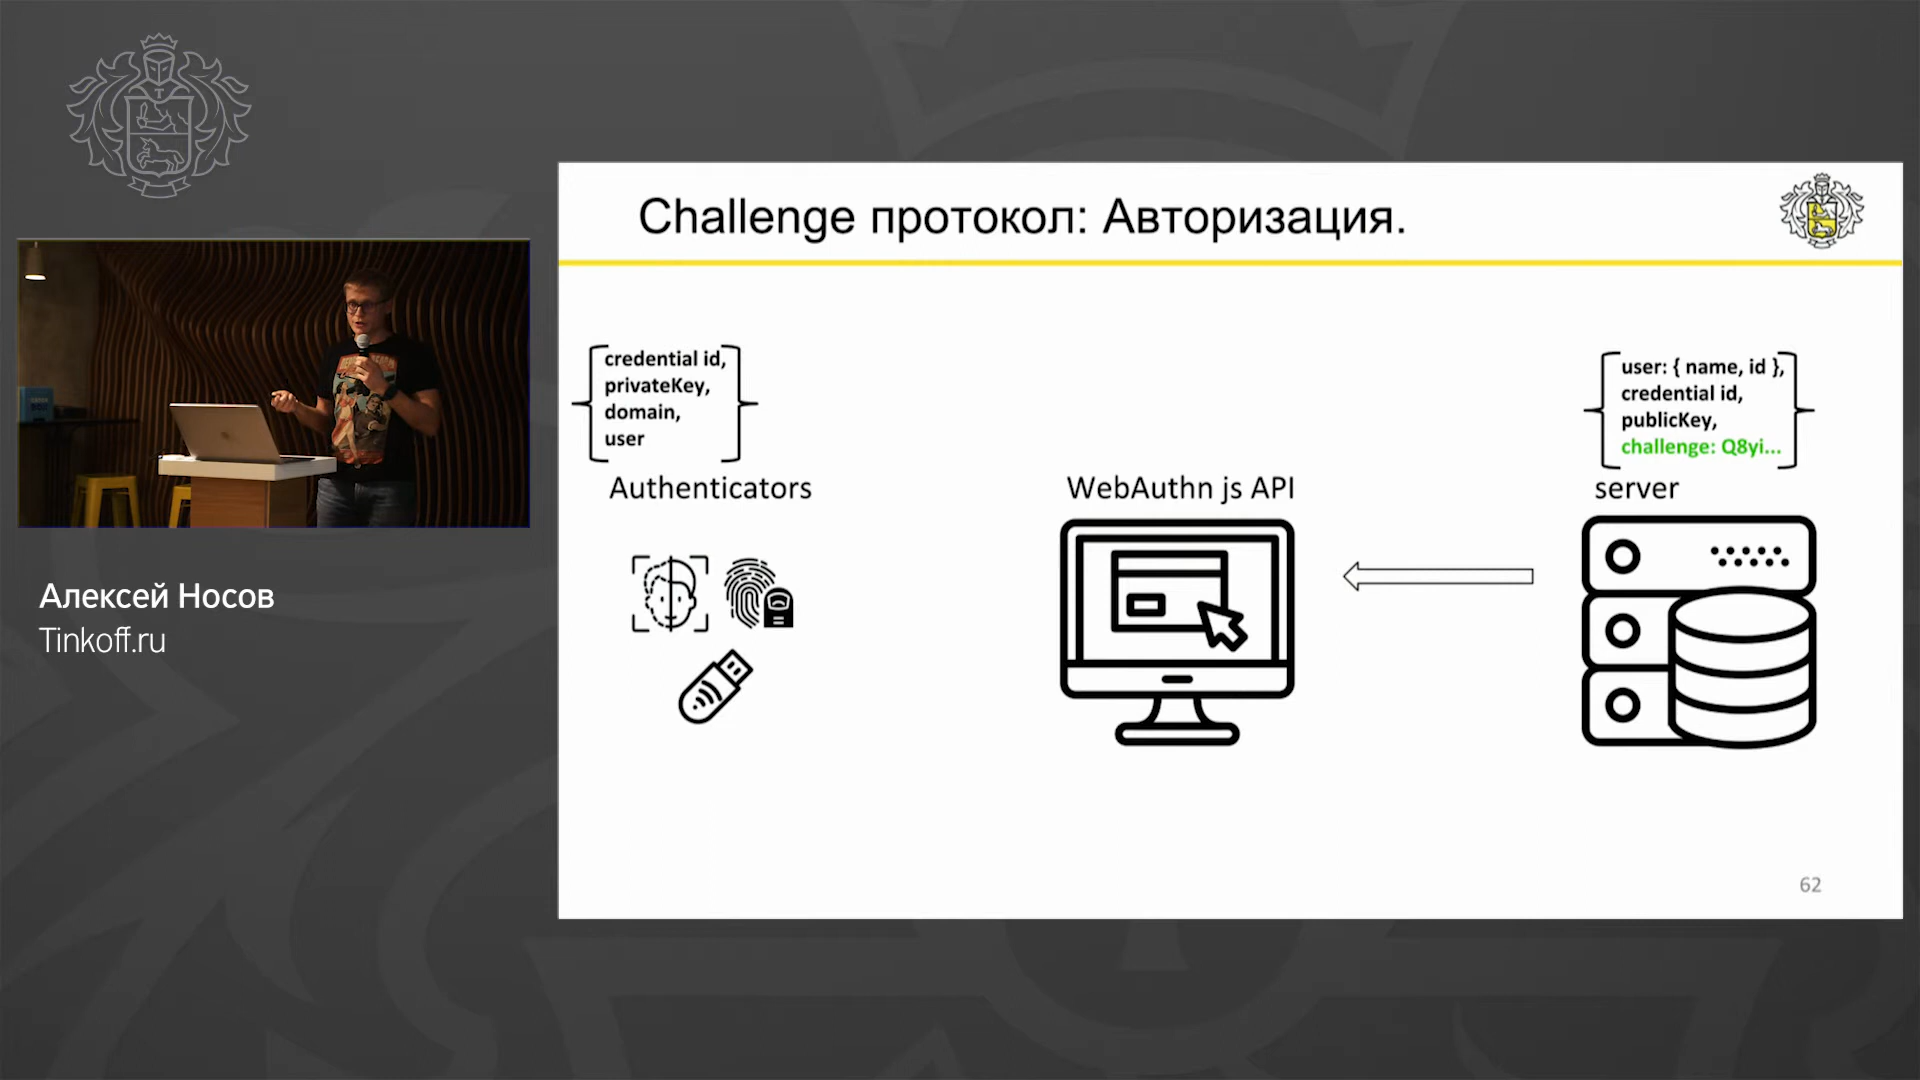 Challenge протокол: Авторизация.
credential id,
privateKey,
domain,
user
Authenticators
WebAuthn js API
user: { name, id },
credential id,
publicKey,
challenge: Q8yi...
server
62
Алексей Носов
Tinkoff.ru